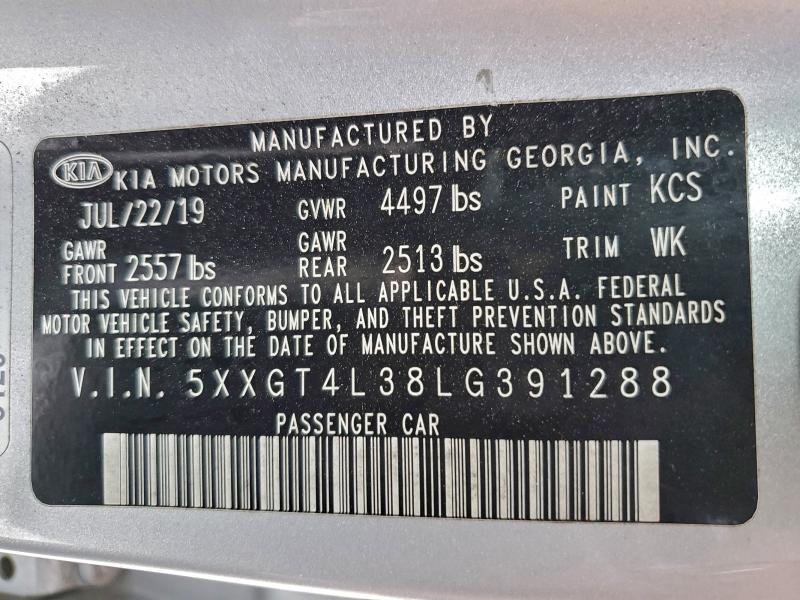 MANUFACTURED BY
KIA KIA MOTORS MANUFACTURING GEORGIA, INC.
JUL/22/19 GVWR 4497 lbs PAINT KCS
GAWR FRONT 2557 lbs GAWR REAR 2513 lbs TRIM WK
THIS VEHICLE CONFORMS TO ALL APPLICABLE U.S.A. FEDERAL
MOTOR VEHICLE SAFETY, BUMPER, AND THEFT PREVENTION STANDARDS
IN EFFECT ON THE DATE OF MANUFACTURE SHOWN ABOVE.
V.I.N. 5XXGT4L38LG391288
PASSENGER CAR